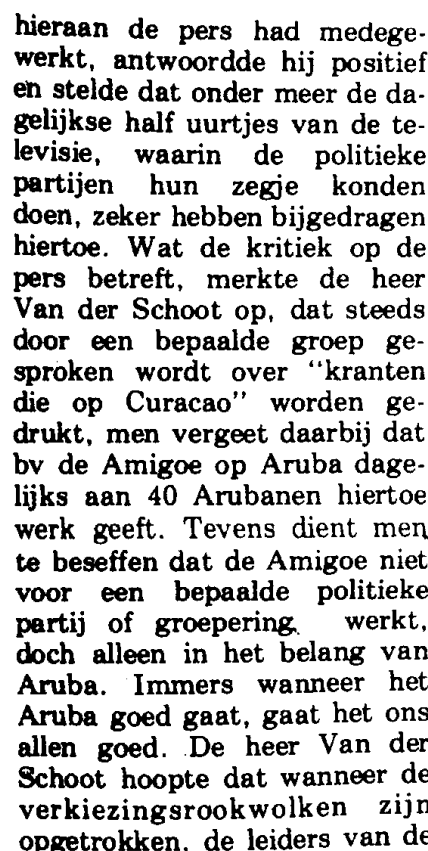 hieraan de pers had medege-
werkt, antwoordde hij positief
en stelde dat onder meer de da-
gelijkse half uurtjes van de te-
levisie, waarin de politieke
partijen hun zegje konden
doen, zeker hebben bijgedragen
hiertoe. Wat de kritiek op de
pers betreft, merkte de heer
Van der Schoot op, dat steeds
door een bepaalde groep ge-
sproken wordt over "kranten
die op Curacao" worden ge-
drukt, men vergeet daarbij dat
bv de Amigoe op Aruba dage-
lijks aan 40 Arubanen hiertoe
werk geeft. Tevens dient men
te beseffen dat de Amigoe niet
voor een bepaalde politieke
partij of groepering werkt,
doch alleen in het belang van
Aruba. Immers wanneer het
Aruba goed gaat, gaat het ons
allen goed. De heer Van der
Schoot hoopte dat wanneer de
verkiezingsrookwolken zijn
opgetrokken, de leiders van de